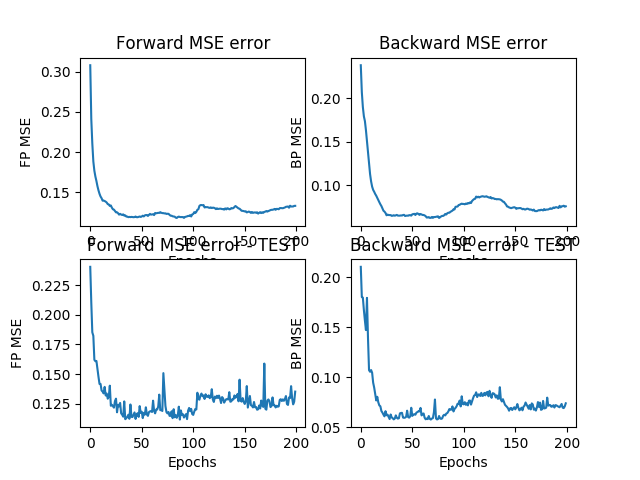 Forward MSE error
Backward MSE error
0.30
0.25
0.20
0.15
FP MSE
0 50 100 150 200
Epochs
0.20
0.15
0.10
BP MSE
0 50 100 150 200
Epochs
Forward MSE error - TEST
Backward MSE error - TEST
0.225
0.200
0.175
0.150
0.125
FP MSE
0 50 100 150 200
Epochs
0.20
0.15
0.10
0.05
BP MSE
0 50 100 150 200
Epochs